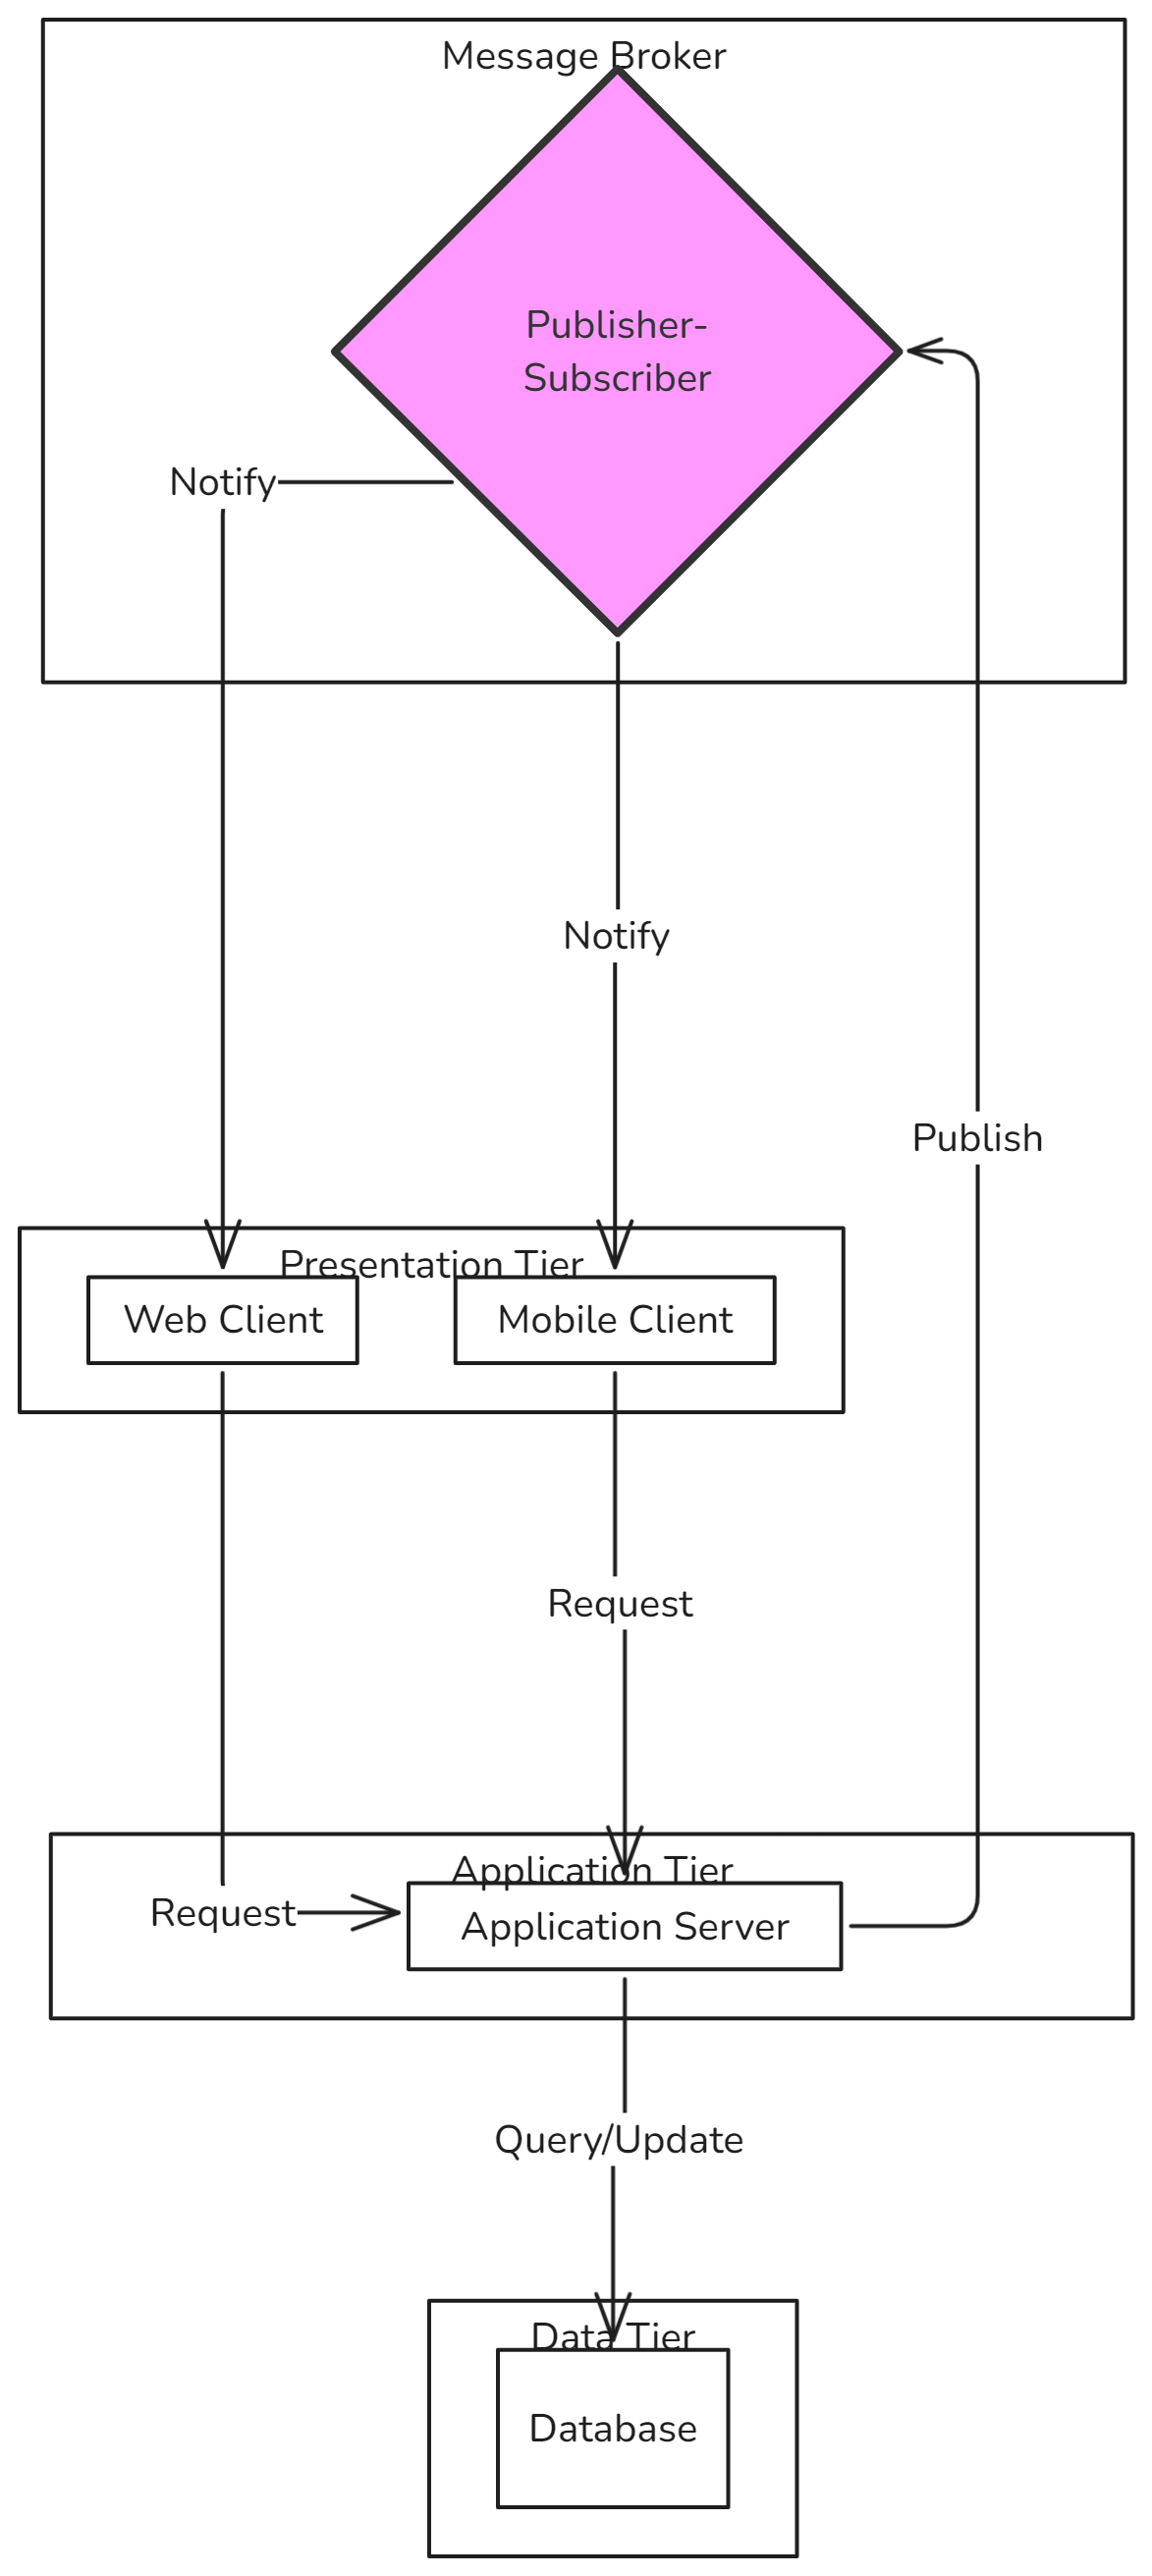 Message Broker
Publisher-
Subscriber
Notify
Notify
Publish
Presentation Tier
Web Client
Mobile Client
Request
Application Tier
Request
Application Server
Query/Update
Data Tier
Database